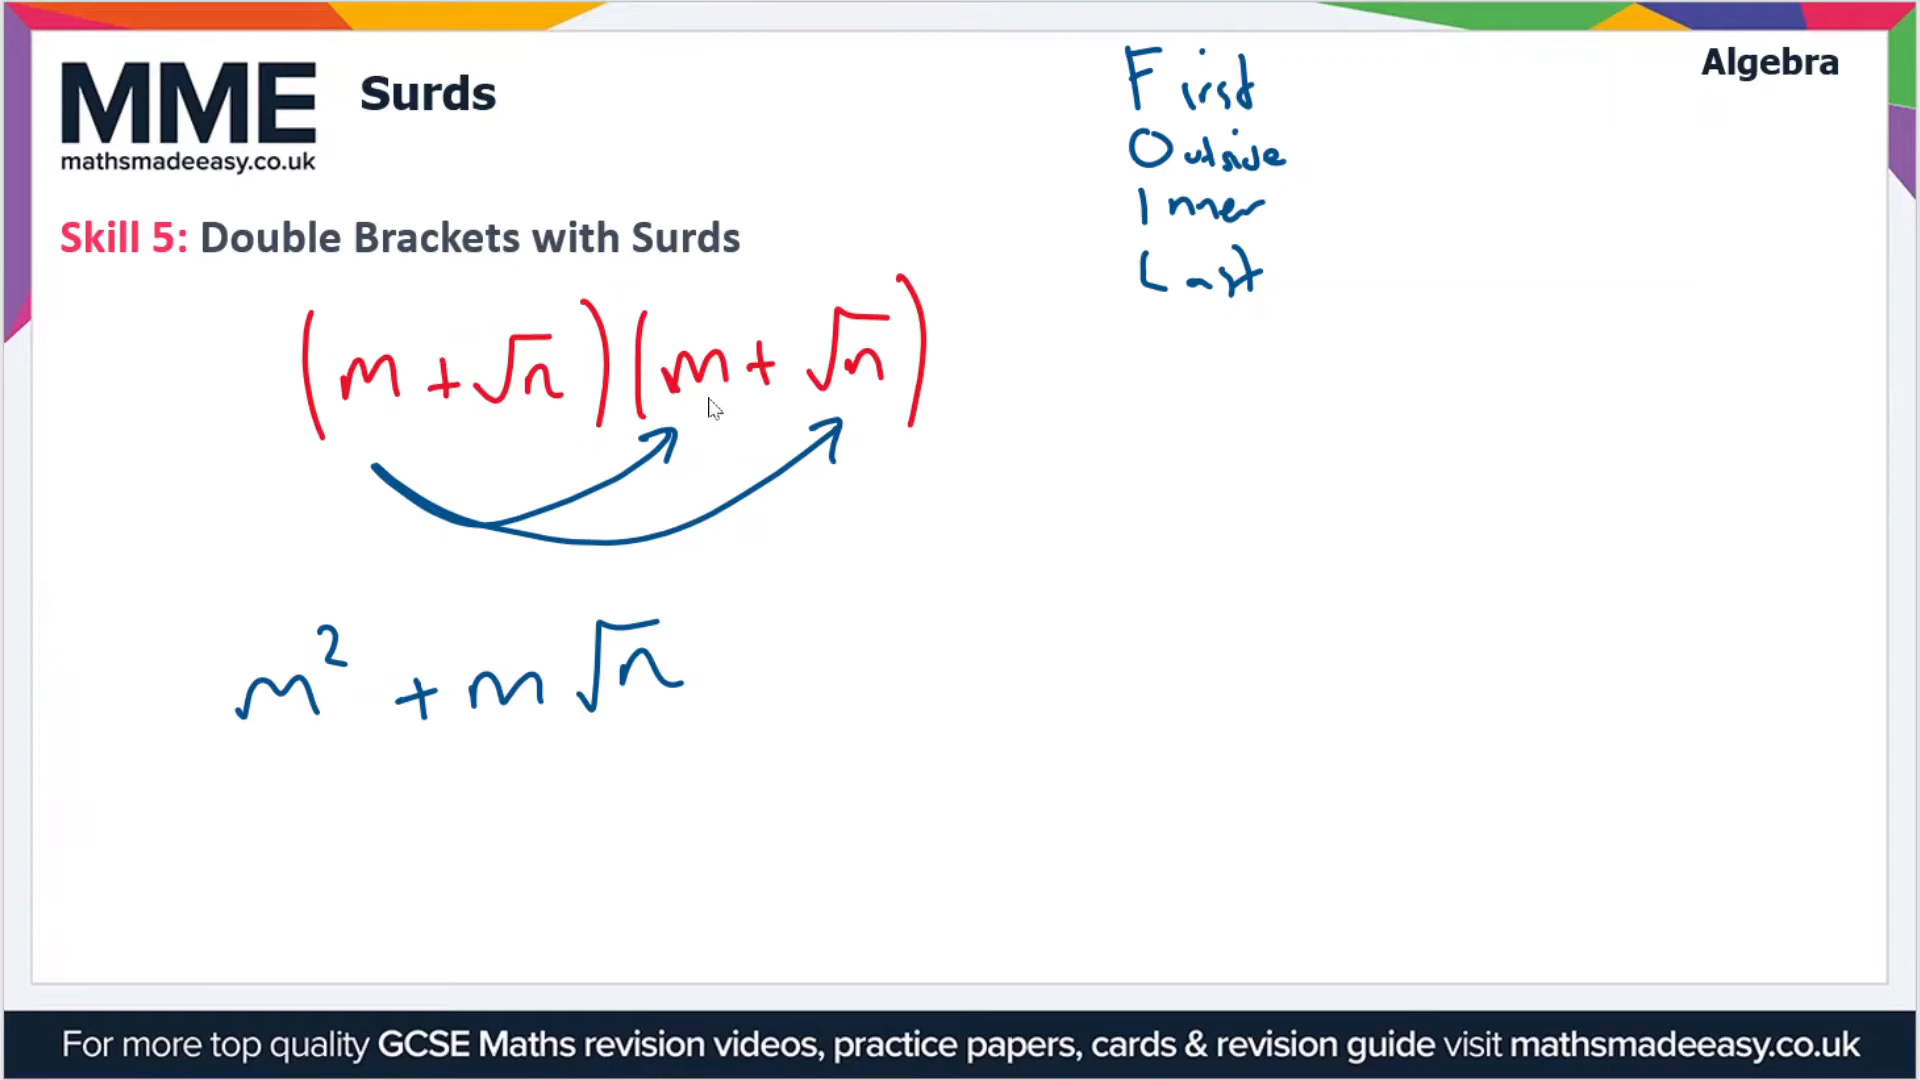 MME
mathsmadeeasy.co.uk
Surds
Algebra
First
Outside
Inner
Last
Skill 5: Double Brackets with Surds
(m + √n)(m + √n)
m² + m√n
For more top quality GCSE Maths revision videos, practice papers, cards & revision guide visit mathsmadeeasy.co.uk